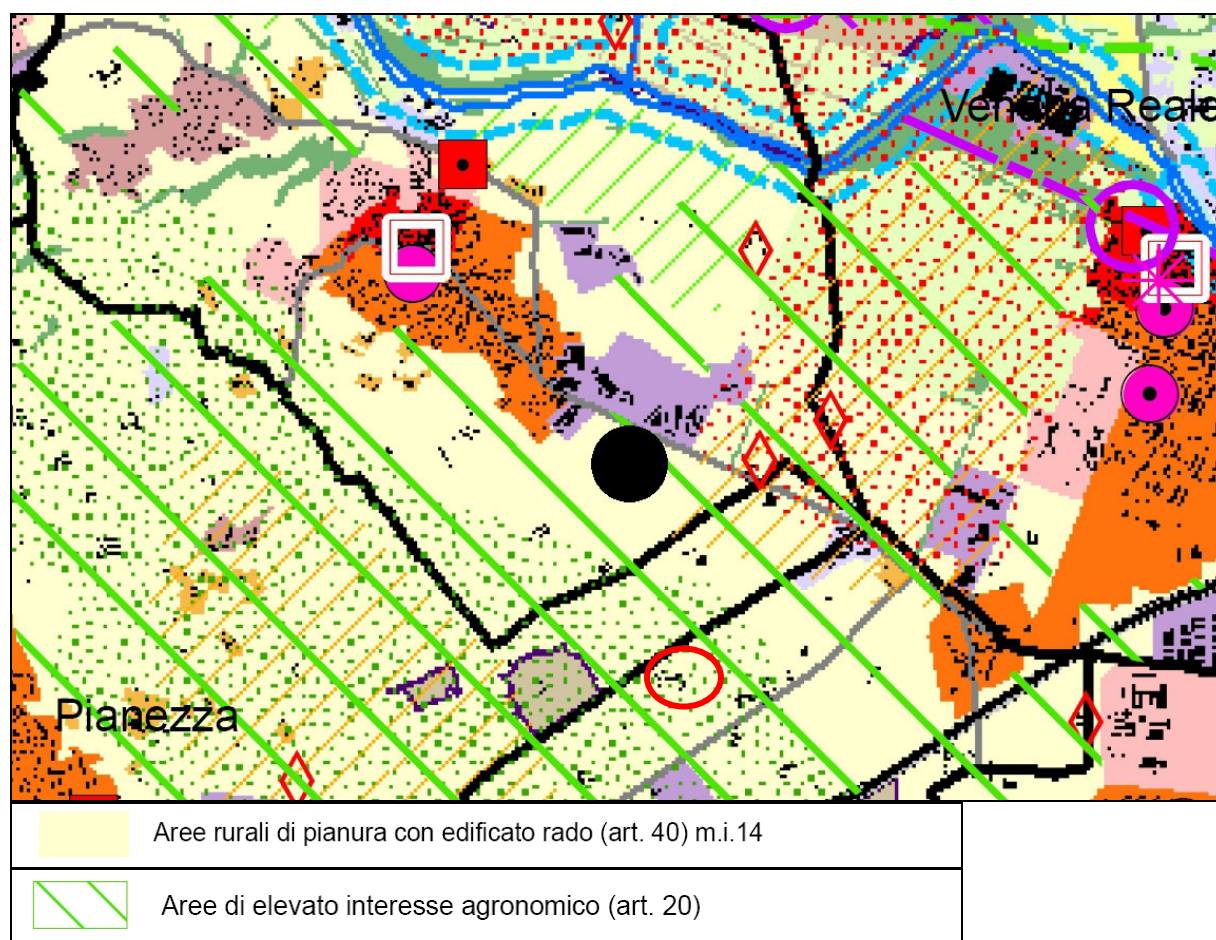 Venaria Reale
Pianezza
Aree rurali di pianura con edificato rado (art. 40) m.i.14
Aree di elevato interesse agronomico (art. 20)